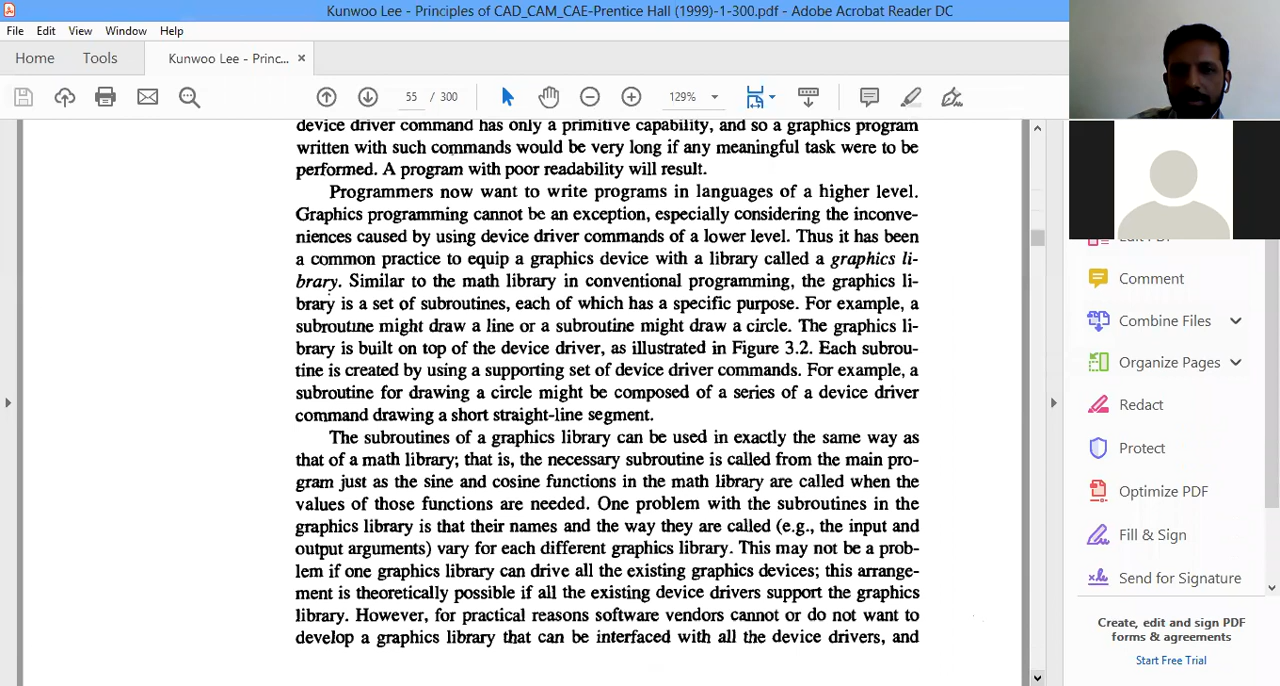 Kunwoo Lee - Principles of CAD_CAM_CAE-Prentice Hall (1999)-1-300.pdf - Adobe Acrobat Reader DC
File Edit View Window Help
Home Tools Kunwoo Lee - Princ... ×
55 / 300 129%
device driver command has only a primitive capability, and so a graphics program
written with such commands would be very long if any meaningful task were to be
performed. A program with poor readability will result.
Programmers now want to write programs in languages of a higher level.
Graphics programming cannot be an exception, especially considering the inconve-
niences caused by using device driver commands of a lower level. Thus it has been
a common practice to equip a graphics device with a library called a graphics li-
brary. Similar to the math library in conventional programming, the graphics li-
brary is a set of subroutines, each of which has a specific purpose. For example, a
subroutine might draw a line or a subroutine might draw a circle. The graphics li-
brary is built on top of the device driver, as illustrated in Figure 3.2. Each subrou-
tine is created by using a supporting set of device driver commands. For example, a
subroutine for drawing a circle might be composed of a series of a device driver
command drawing a short straight-line segment.
The subroutines of a graphics library can be used in exactly the same way as
that of a math library; that is, the necessary subroutine is called from the main pro-
gram just as the sine and cosine functions in the math library are called when the
values of those functions are needed. One problem with the subroutines in the
graphics library is that their names and the way they are called (e.g., the input and
output arguments) vary for each different graphics library. This may not be a prob-
lem if one graphics library can drive all the existing graphics devices; this arrange-
ment is theoretically possible if all the existing device drivers support the graphics
library. However, for practical reasons software vendors cannot or do not want to
develop a graphics library that can be interfaced with all the device drivers, and
Comment
Combine Files
Organize Pages
Redact
Protect
Optimize PDF
Fill & Sign
Send for Signature
Create, edit and sign PDF
forms & agreements
Start Free Trial